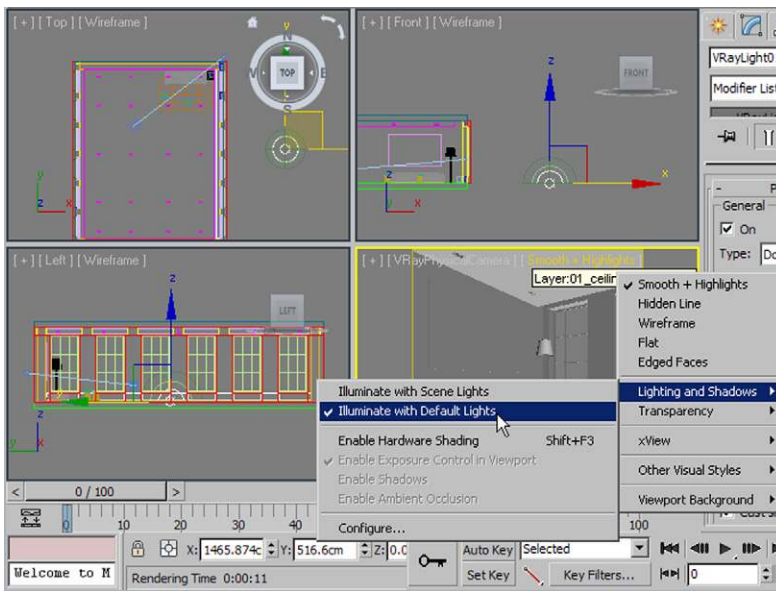 [ + ] [ Top ] [ Wireframe ]
N
W
TOP
E
S
y
y
z
x
[ + ] [ Front ] [ Wireframe ]
FRONT
z
x
z
y
x
VRayLight0
Modifier List
General
On
Type:
[ + ] [ Left ] [ Wireframe ]
LEFT
z
z
y
x
[ + ] [ VRayPhysicalCamera ] [ Smooth + Highlights ]
Layer:01_ceilin
Smooth + Highlights
Hidden Line
Wireframe
Flat
Edged Faces
Lighting and Shadows
Transparency
xView
Other Visual Styles
Viewport Background
Illuminate with Scene Lights
Illuminate with Default Lights
Enable Hardware Shading Shift+F3
Enable Exposure Control in Viewport
Enable Shadows
Enable Ambient Occlusion
Configure...
< 0 / 100 >
0 10 20 30 40 100
X: 1465.874c Y: 516.6cm Z: 0.0
Auto Key Selected
Welcome to M
Rendering Time 0:00:11
Set Key Key Filters... 0